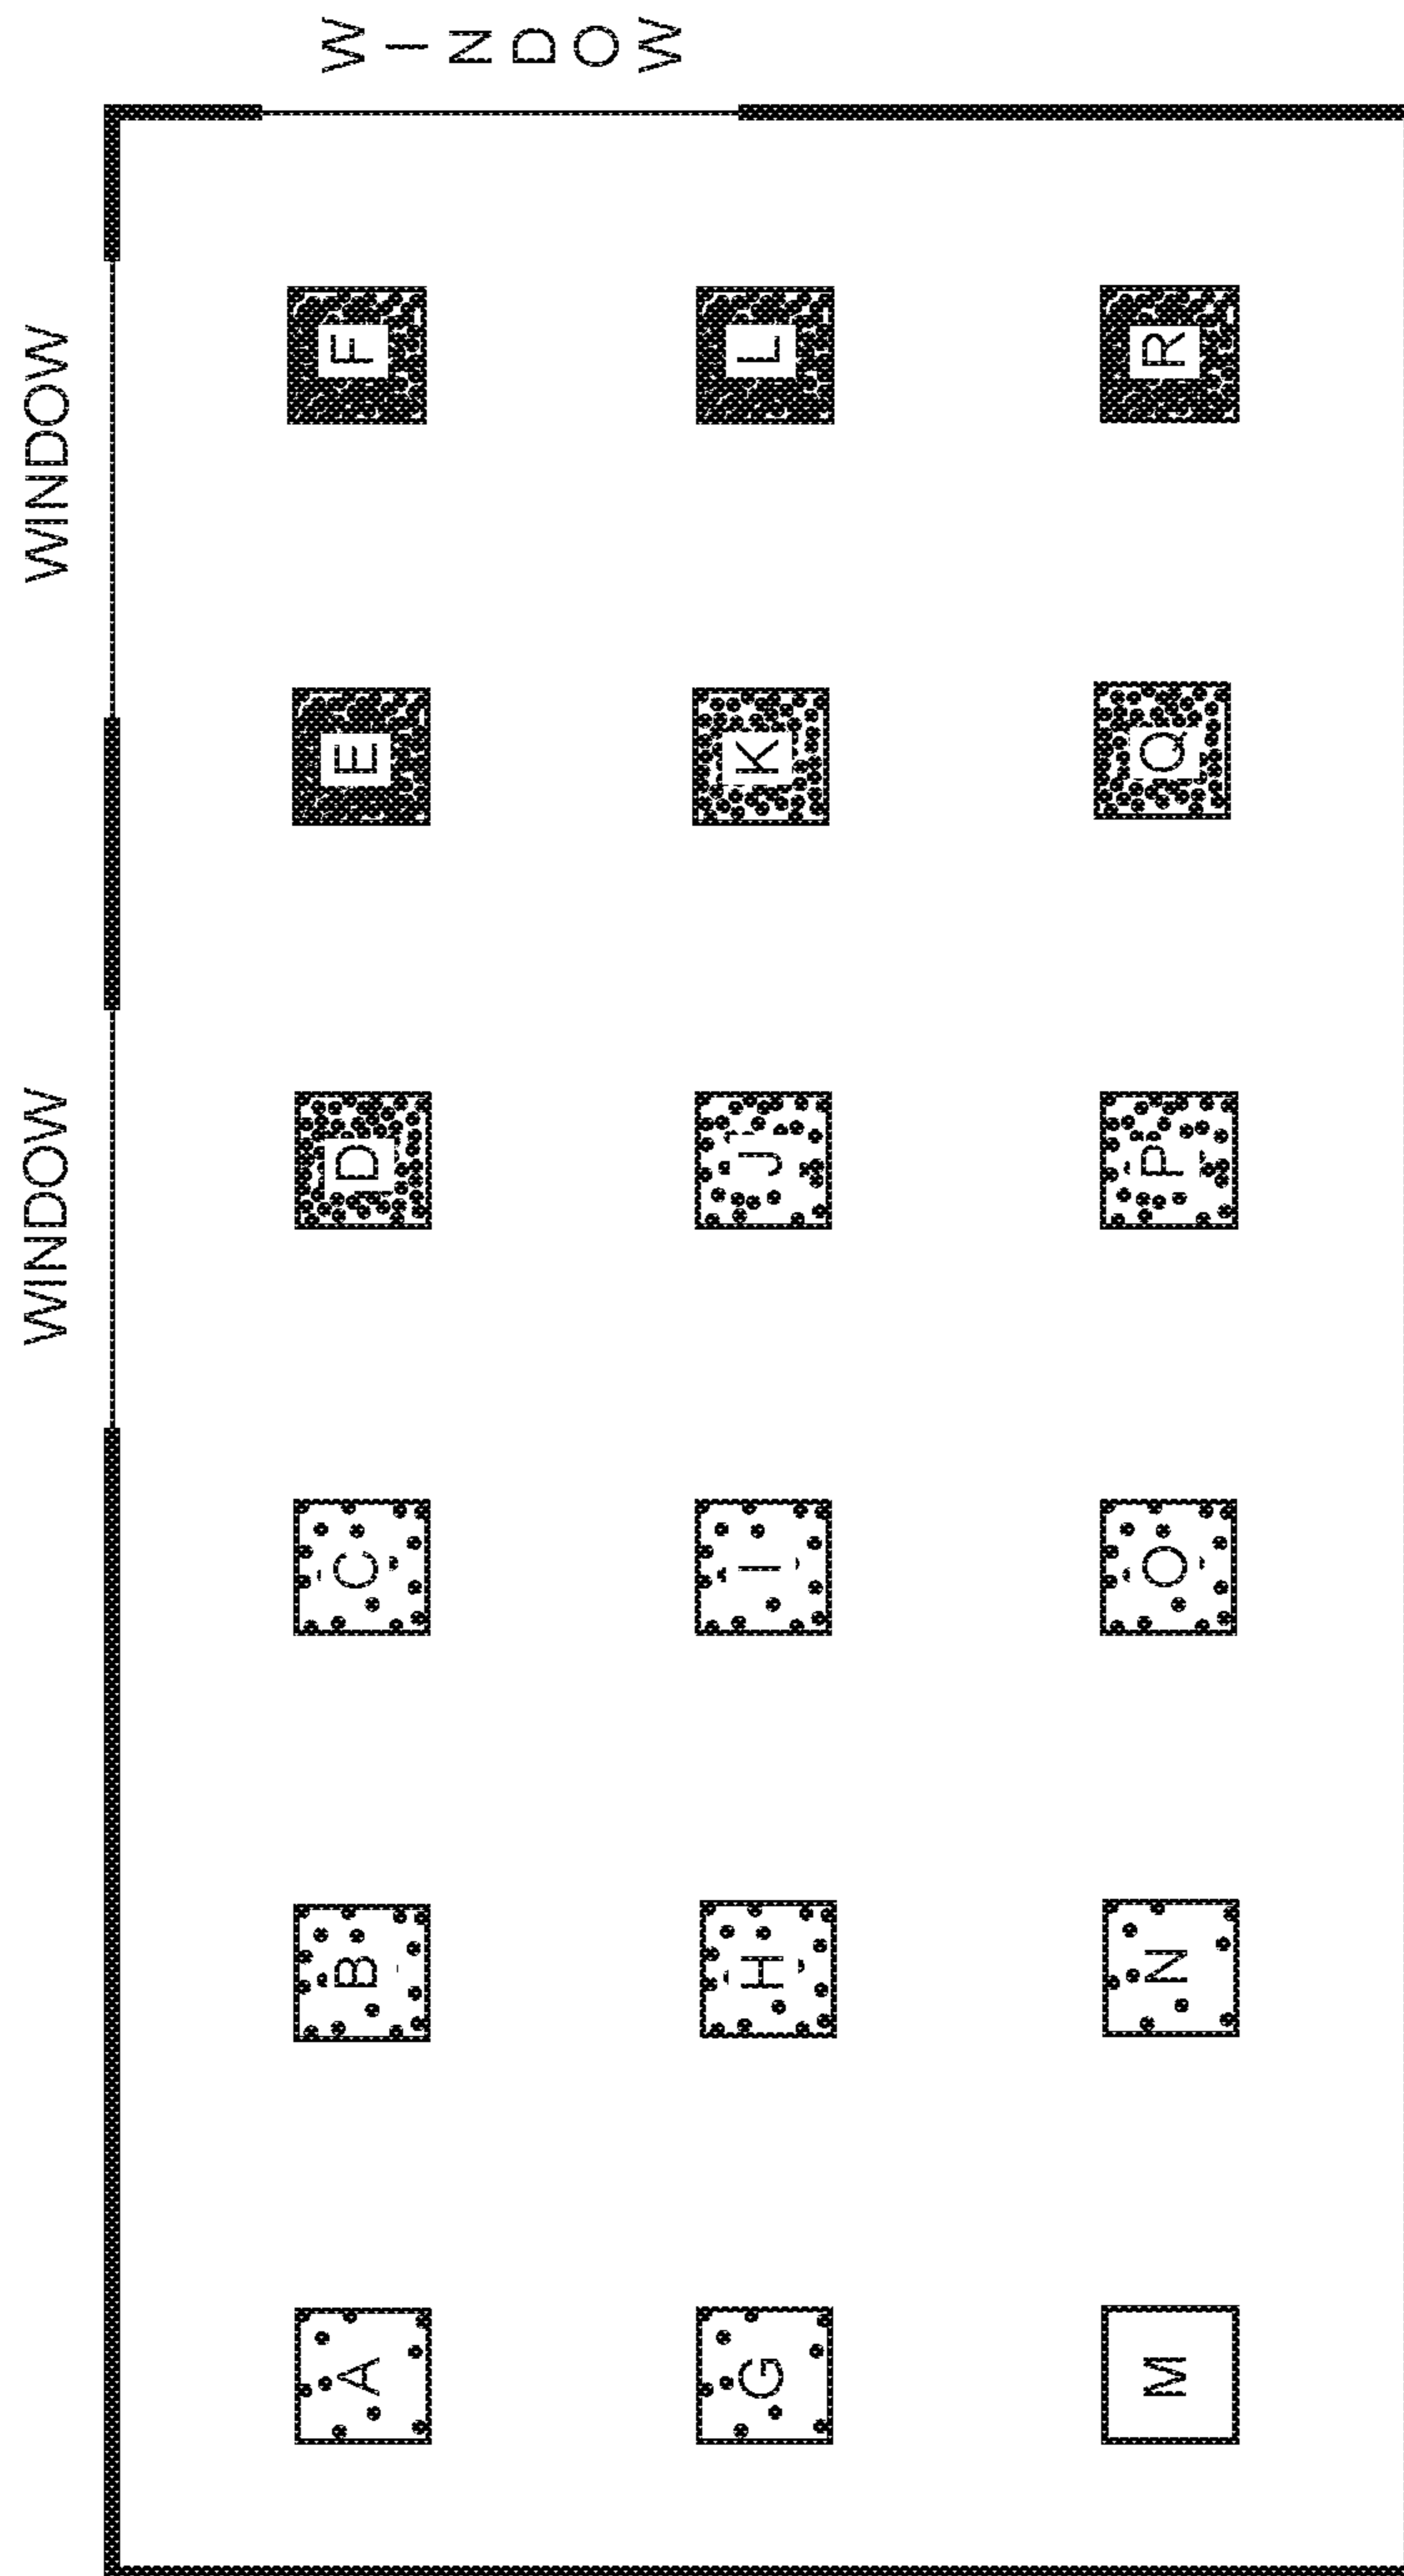 WINDOW WINDOW
WINDOW
A B C D E F
G H I J K L
M N O P Q R